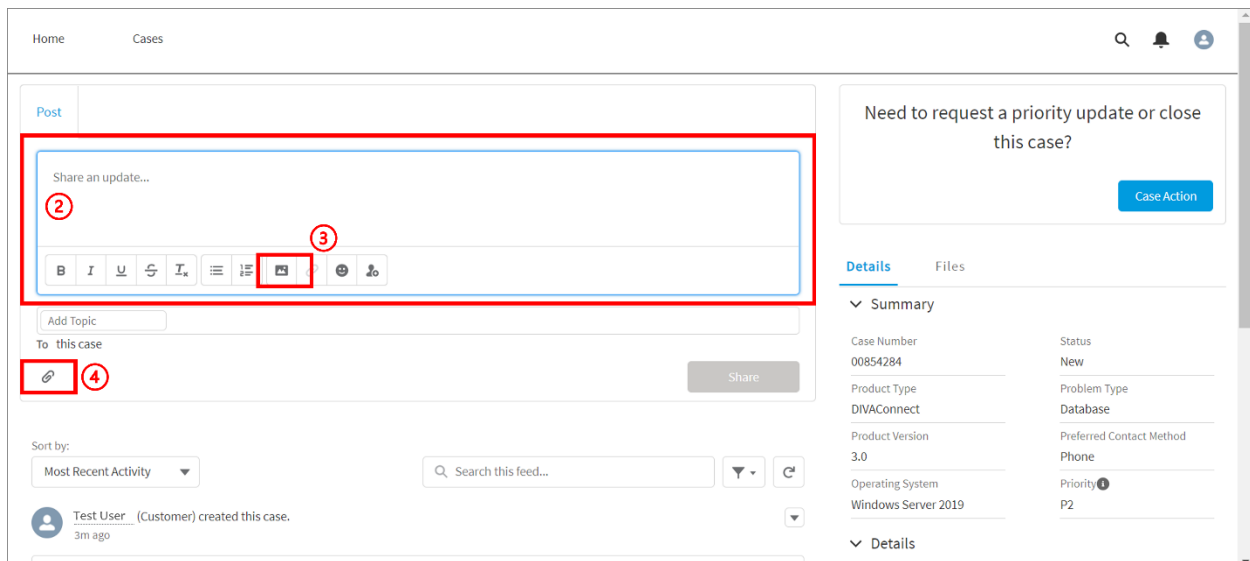 Home Cases
Post
Share an update...
②
③
B I U S Tx
Add Topic
To this case
④
Share
Sort by:
Most Recent Activity
Search this feed...
Test User (Customer) created this case.
3m ago
Need to request a priority update or close
this case?
Case Action
Details Files
Summary
Case Number Status
00854284 New
Product Type Problem Type
DIVAConnect Database
Product Version Preferred Contact Method
3.0 Phone
Operating System Priority
Windows Server 2019 P2
Details